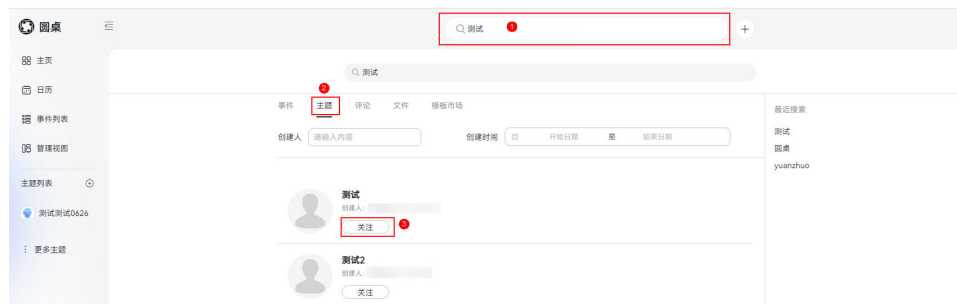 圆桌
测试
1
+
主页
测试
日历
2
事件 主题 评论 文件 模板市场
最近搜索
事件列表
创建人 请输入内容 创建时间 开始日期 至 结束日期
测试
管理视图
圆桌
yuanzhuo
主题列表
测试
测试测试0626
创建人:
关注
3
更多主题
测试2
创建人:
关注